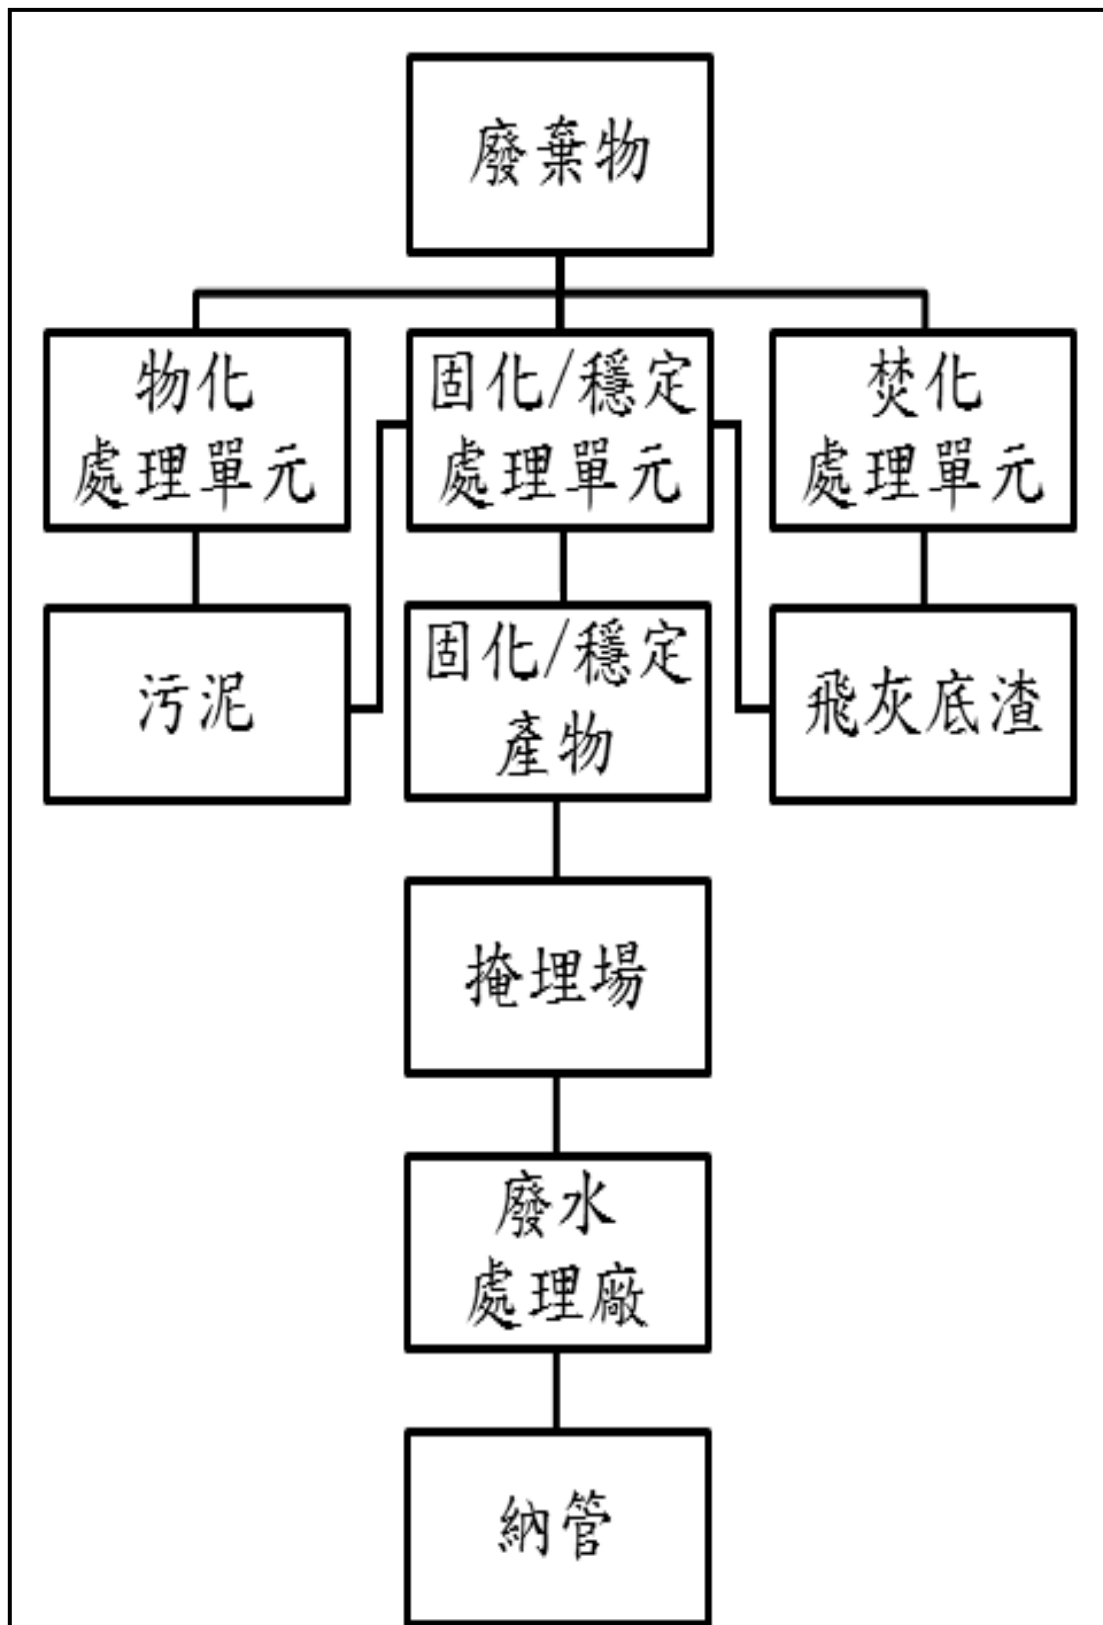 廢棄物
物化
處理單元
固化/穩定
處理單元
焚化
處理單元
污泥
固化/穩定
產物
飛灰底渣
掩埋場
廢水
處理廠
納管